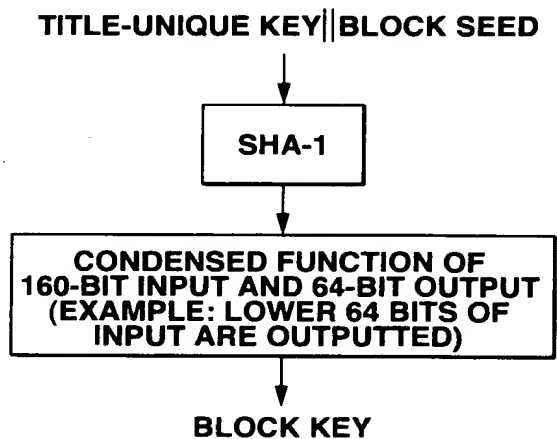 TITLE-UNIQUE KEY||BLOCK SEED
SHA-1
CONDENSED FUNCTION OF
160-BIT INPUT AND 64-BIT OUTPUT
(EXAMPLE: LOWER 64 BITS OF
INPUT ARE OUTPUTTED)
BLOCK KEY